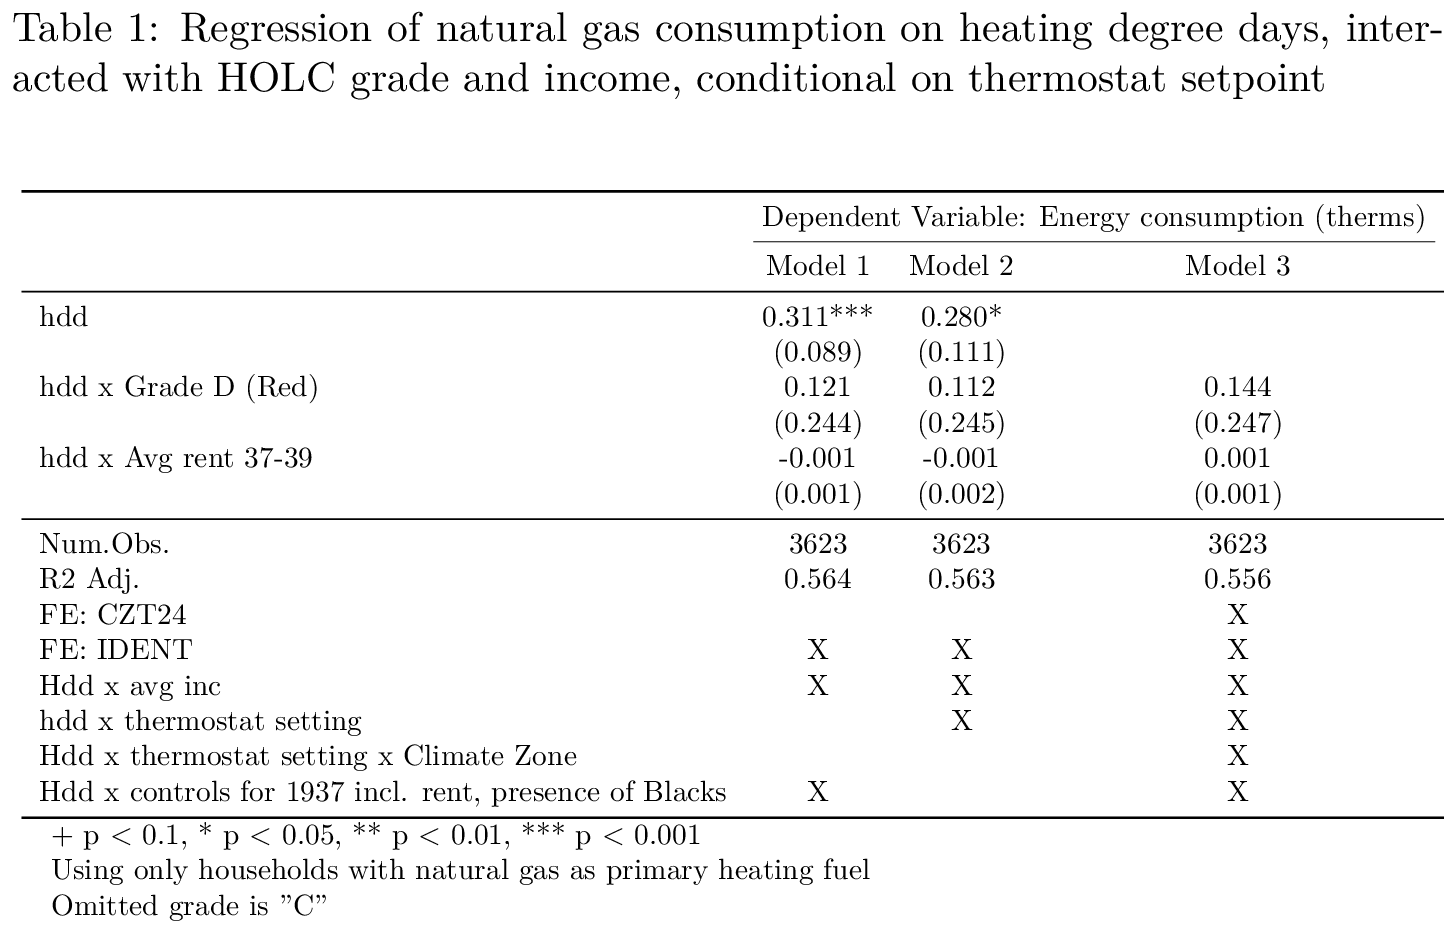 Table 1: Regression of natural gas consumption on heating degree days, inter-
acted with HOLC grade and income, conditional on thermostat setpoint
Dependent Variable: Energy consumption (therms)
Model 1 Model 2 Model 3
hdd 0.311*** 0.280*
(0.089) (0.111)
hdd x Grade D (Red) 0.121 0.112 0.144
(0.244) (0.245) (0.247)
hdd x Avg rent 37-39 -0.001 -0.001 0.001
(0.001) (0.002) (0.001)
Num.Obs. 3623 3623 3623
R2 Adj. 0.564 0.563 0.556
FE: CZT24 X
FE: IDENT X X X
Hdd x avg inc X X X
hdd x thermostat setting X X
Hdd x thermostat setting x Climate Zone X
Hdd x controls for 1937 incl. rent, presence of Blacks X X
+ p < 0.1, * p < 0.05, ** p < 0.01, *** p < 0.001
Using only households with natural gas as primary heating fuel
Omitted grade is ”C”